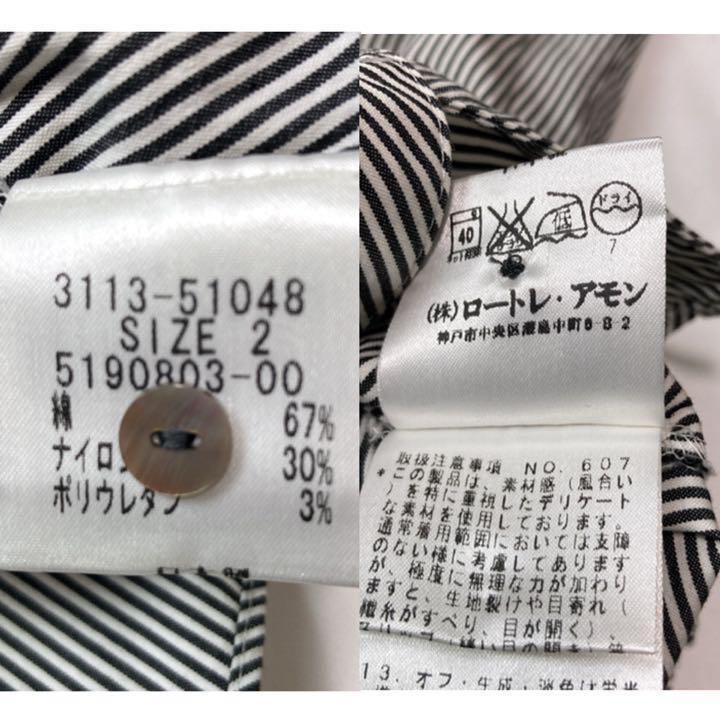 3113-51048
SIZE 2
5190803-00
綿 67%
ナイロン 30%
ポリウレタン 3%
40
低
ドライ
(株)ロートレ・アモン
神戸市中央区港島中町6-8-2
取扱注意事項 NO. 607
*この製品は、素材感(風合い
)を特に重視したデリケート
な素材を使用しております。
通常着用範囲においては支障
のない様に考慮してあります
が、極度に無理な力が加わり
ますと、生地裂けや目寄れ(
織糸がすべり、目が開く)、
13. オフ・生成・淡色は蛍光